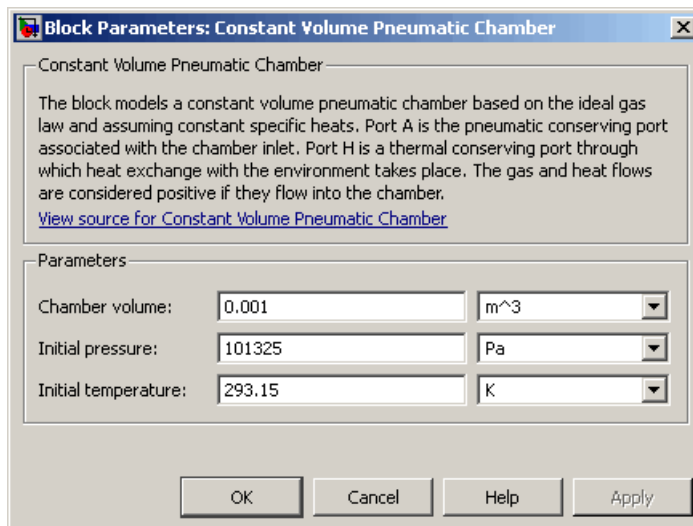 Block Parameters: Constant Volume Pneumatic Chamber
Constant Volume Pneumatic Chamber
The block models a constant volume pneumatic chamber based on the ideal gas
law and assuming constant specific heats. Port A is the pneumatic conserving port
associated with the chamber inlet. Port H is a thermal conserving port through
which heat exchange with the environment takes place. The gas and heat flows
are considered positive if they flow into the chamber.
View source for Constant Volume Pneumatic Chamber
Parameters
Chamber volume: 0.001 m^3
Initial pressure: 101325 Pa
Initial temperature: 293.15 K
OK Cancel Help Apply